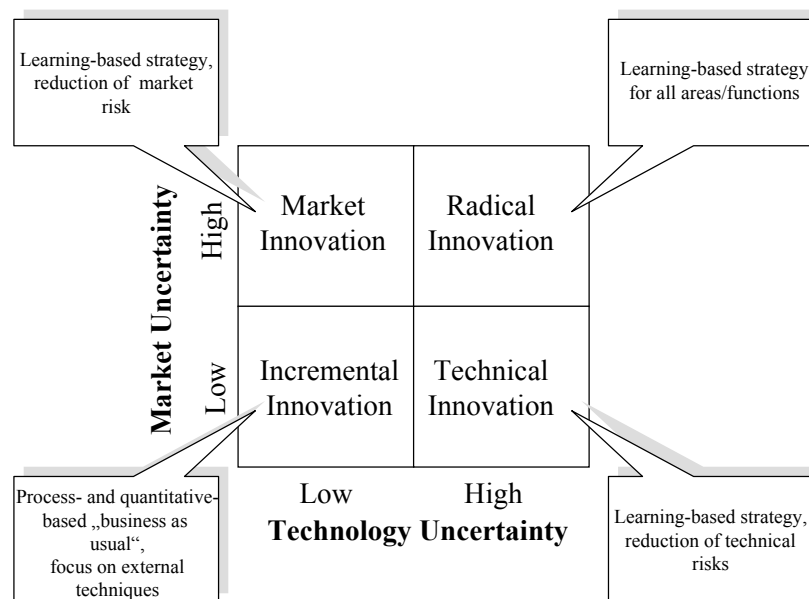 Learning-based strategy,
reduction of market
risk
Learning-based strategy
for all areas/functions
Market Uncertainty
High
Low
Market
Innovation
Radical
Innovation
Incremental
Innovation
Technical
Innovation
Process- and quantitative-
based „business as
usual“,
focus on external
techniques
Low
High
Technology Uncertainty
Learning-based strategy,
reduction of technical
risks